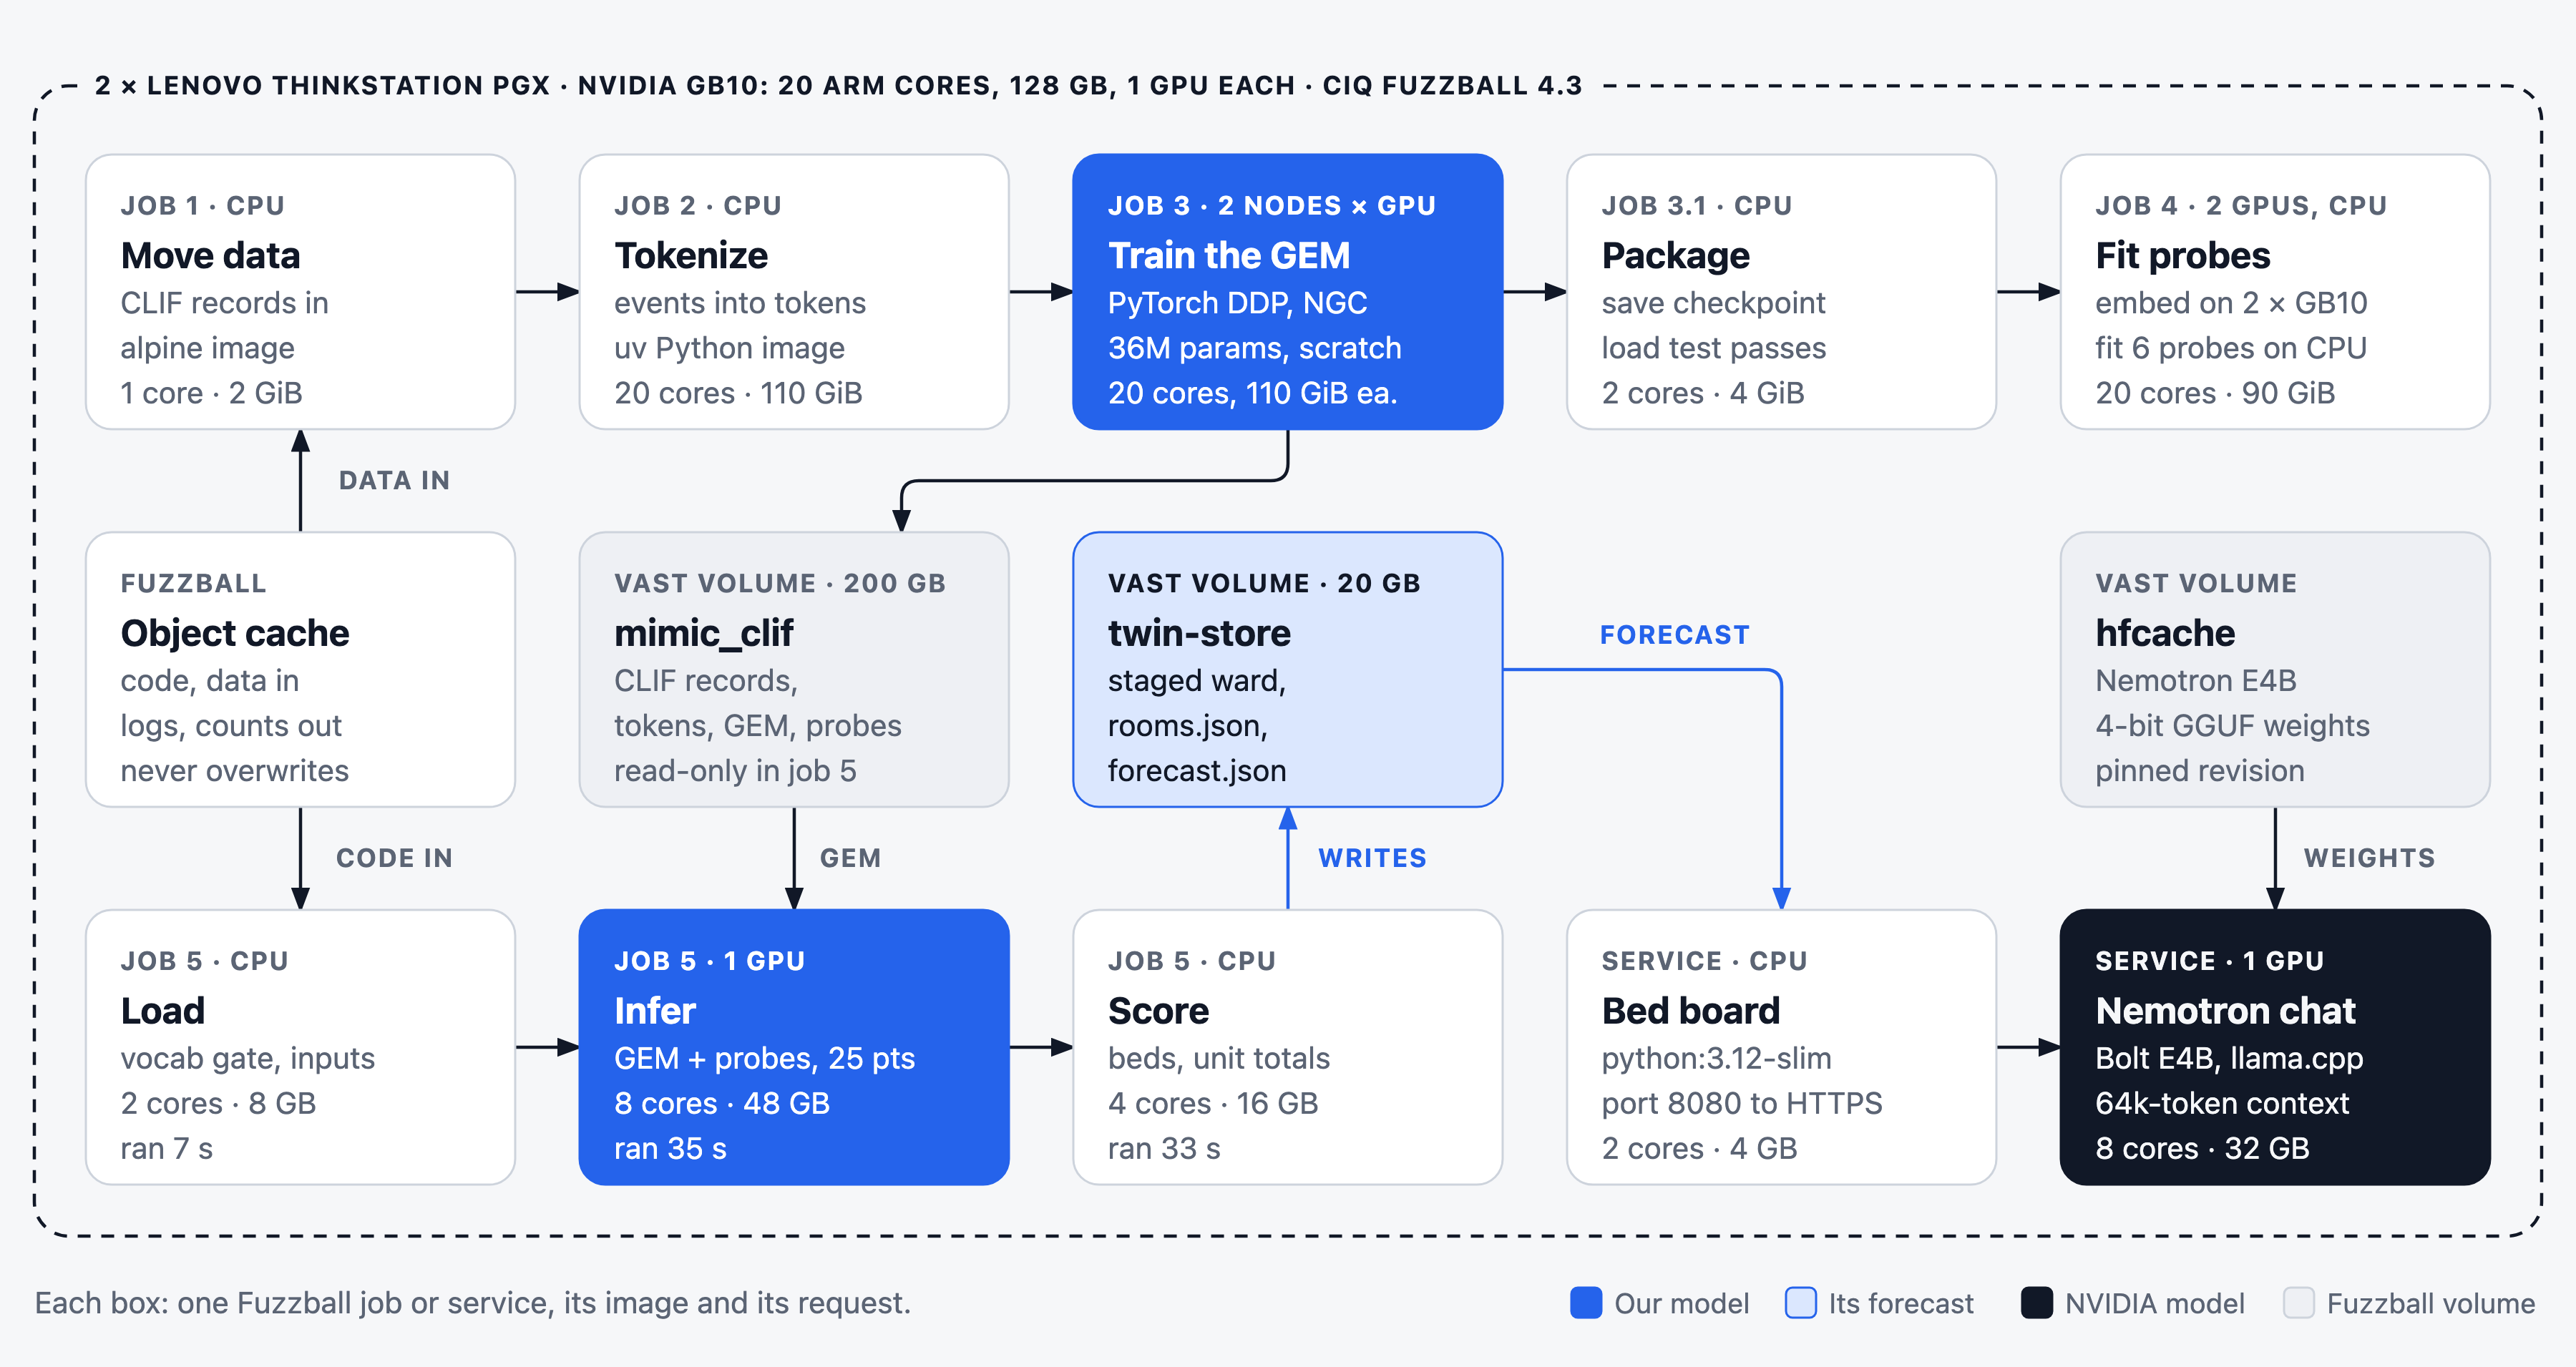 2 × LENOVO THINKSTATION PGX · NVIDIA GB10: 20 ARM CORES, 128 GB, 1 GPU EACH · CIQ FUZZBALL 4.3
JOB 1 · CPU
Move data
CLIF records in
alpine image
1 core · 2 GiB
JOB 2 · CPU
Tokenize
events into tokens
uv Python image
20 cores · 110 GiB
JOB 3 · 2 NODES × GPU
Train the GEM
PyTorch DDP, NGC
36M params, scratch
20 cores, 110 GiB ea.
JOB 3.1 · CPU
Package
save checkpoint
load test passes
2 cores · 4 GiB
JOB 4 · 2 GPUS, CPU
Fit probes
embed on 2 × GB10
fit 6 probes on CPU
20 cores · 90 GiB
DATA IN
FUZZBALL
Object cache
code, data in
logs, counts out
never overwrites
VAST VOLUME · 200 GB
mimic_clif
CLIF records,
tokens, GEM, probes
read-only in job 5
VAST VOLUME · 20 GB
twin-store
staged ward,
rooms.json,
forecast.json
FORECAST
VAST VOLUME
hfcache
Nemotron E4B
4-bit GGUF weights
pinned revision
CODE IN
GEM
WRITES
WEIGHTS
JOB 5 · CPU
Load
vocab gate, inputs
2 cores · 8 GB
ran 7 s
JOB 5 · 1 GPU
Infer
GEM + probes, 25 pts
8 cores · 48 GB
ran 35 s
JOB 5 · CPU
Score
beds, unit totals
4 cores · 16 GB
ran 33 s
SERVICE · CPU
Bed board
python:3.12-slim
port 8080 to HTTPS
2 cores · 4 GB
SERVICE · 1 GPU
Nemotron chat
Bolt E4B, llama.cpp
64k-token context
8 cores · 32 GB
Each box: one Fuzzball job or service, its image and its request.
Our model
Its forecast
NVIDIA model
Fuzzball volume